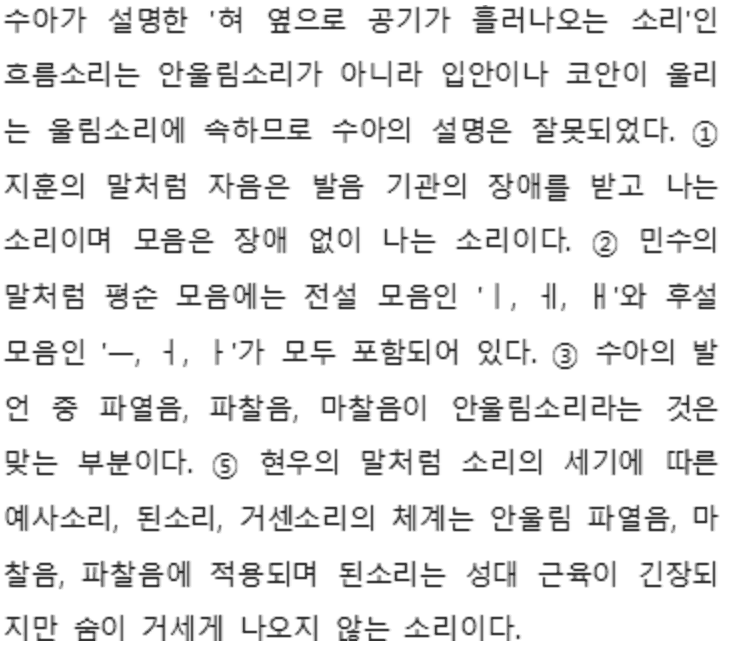 수아가 설명한 '혀 옆으로 공기가 흘러나오는 소리'인
흐름소리는 안울림소리가 아니라 입안이나 코안이 울리
는 울림소리에 속하므로 수아의 설명은 잘못되었다. ①
지훈의 말처럼 자음은 발음 기관의 장애를 받고 나는
소리이며 모음은 장애 없이 나는 소리이다. ② 민수의
말처럼 평순 모음에는 전설 모음인 'ㅣ, ㅔ, ㅐ'와 후설
모음인 'ㅡ, ㅓ, ㅏ'가 모두 포함되어 있다. ③ 수아의 발
언 중 파열음, 파찰음, 마찰음이 안울림소리라는 것은
맞는 부분이다. ⑤ 현우의 말처럼 소리의 세기에 따른
예사소리, 된소리, 거센소리의 체계는 안울림 파열음, 마
찰음, 파찰음에 적용되며 된소리는 성대 근육이 긴장되
지만 숨이 거세게 나오지 않는 소리이다.